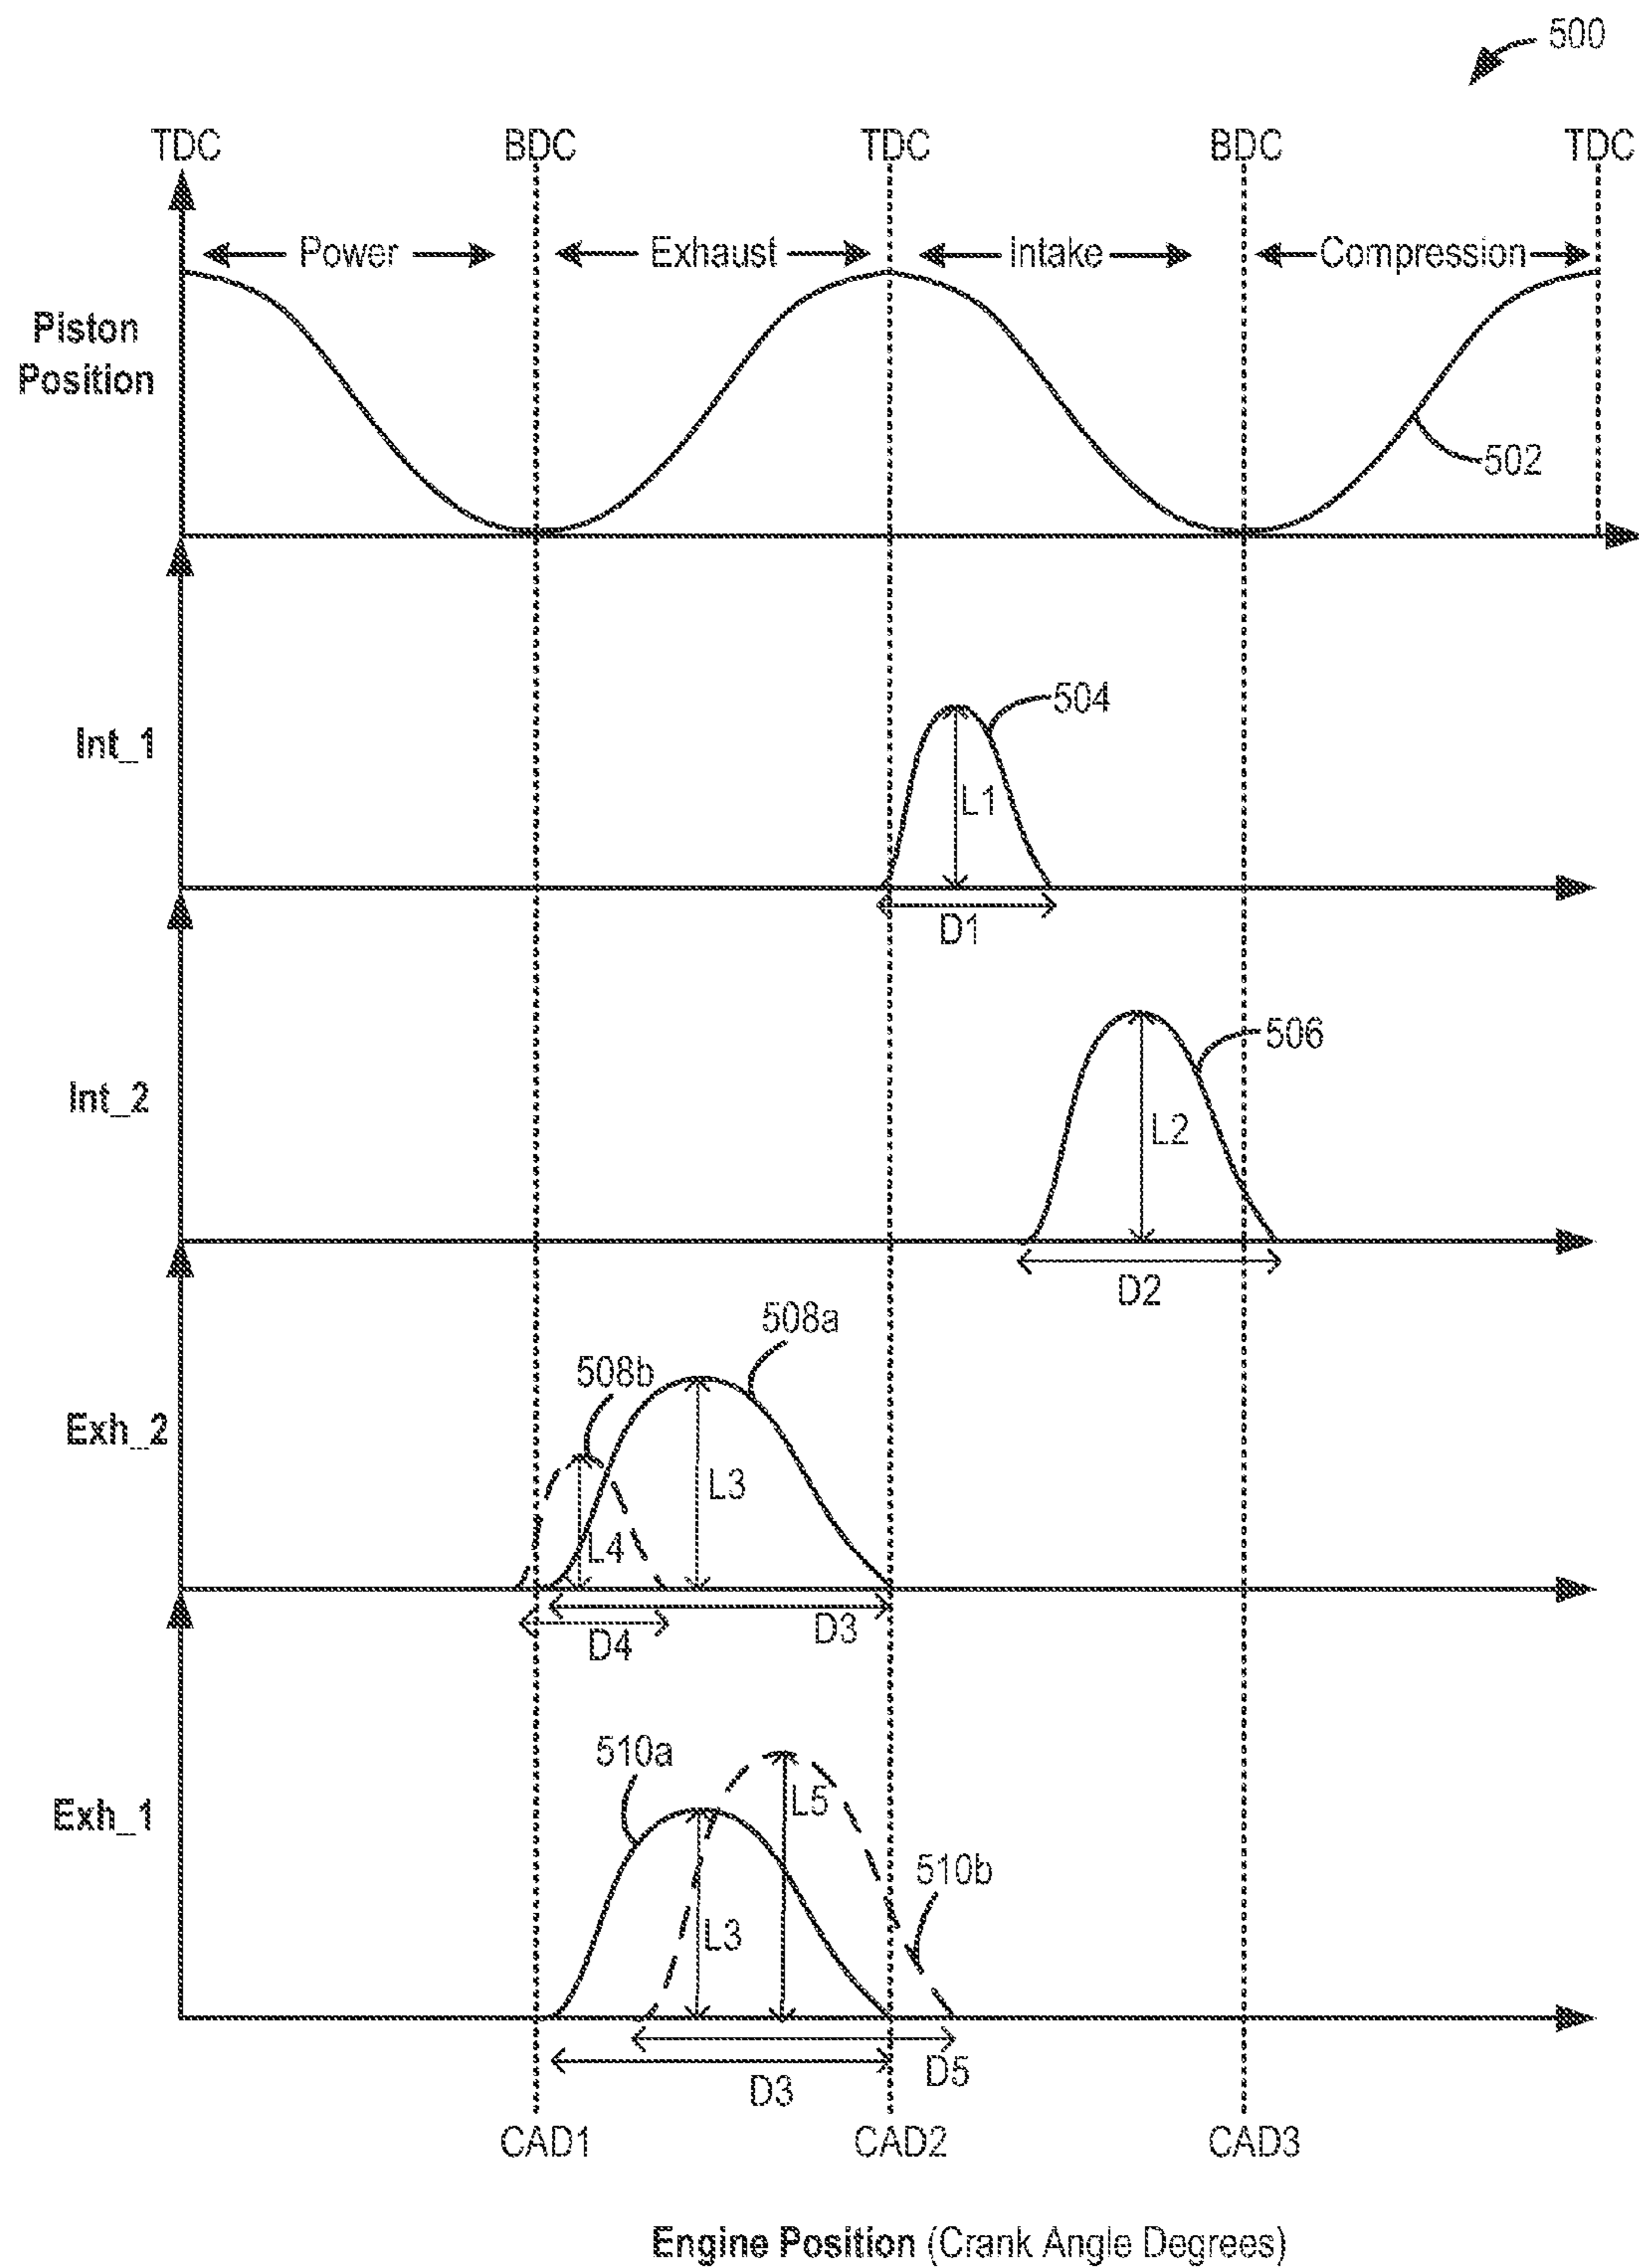 500
TDC BDC TDC BDC TDC
Power Exhaust Intake Compression
Piston
Position
502
Int_1
504
L1
D1
Int_2
506
L2
D2
Exh_2
508a
508b
L3
L4
D3
D4
Exh_1
510a
L5
510b
L3
D5
D3
CAD1 CAD2 CAD3
Engine Position (Crank Angle Degrees)